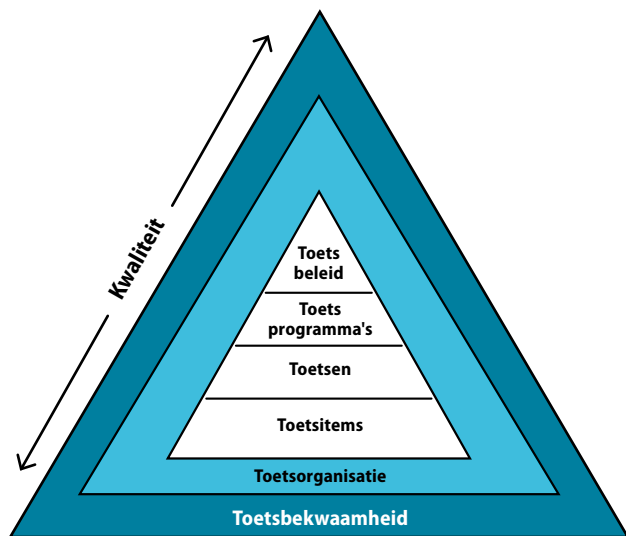 Kwaliteit
Toets
beleid
Toets
programma's
Toetsen
Toetsitems
Toetsorganisatie
Toetsbekwaamheid